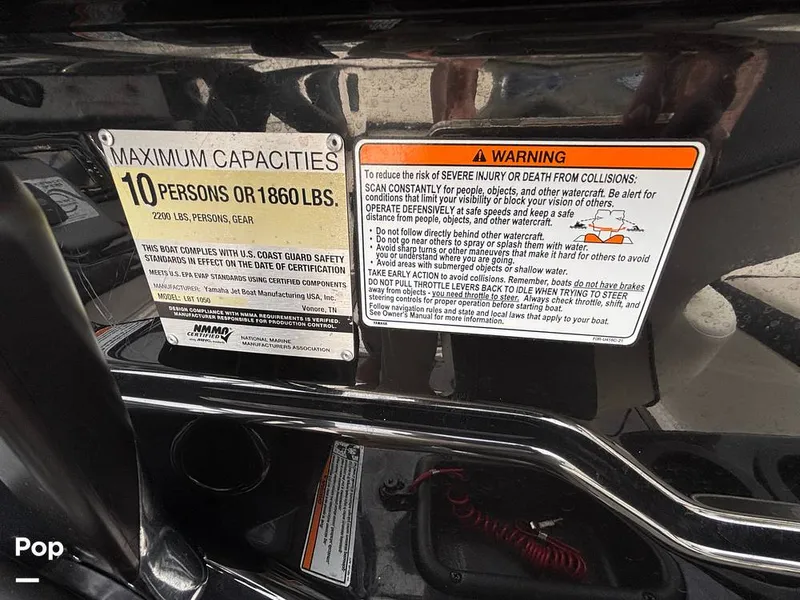 MAXIMUM CAPACITIES
10 PERSONS OR 1860 LBS.
2200 LBS, PERSONS, GEAR
THIS BOAT COMPLIES WITH U.S. COAST GUARD SAFETY
STANDARDS IN EFFECT ON THE DATE OF CERTIFICATION
MEETS U.S. EPA EVAP STANDARDS USING CERTIFIED COMPONENTS
MANUFACTURER: Yamaha Jet Boat Manufacturing USA, Inc.
MODEL: LBT 1056 Vonore, TN
DESIGN COMPLIANCE WITH NMMA REQUIREMENTS IS VERIFIED.
MANUFACTURER RESPONSIBLE FOR PRODUCTION CONTROL.
NMMA
CERTIFIED
NATIONAL MARINE
MANUFACTURERS ASSOCIATION
WARNING
To reduce the risk of SEVERE INJURY OR DEATH FROM COLLISIONS:
SCAN CONSTANTLY for people, objects, and other watercraft. Be alert for
conditions that limit your visibility or block your vision of others.
OPERATE DEFENSIVELY at safe speeds and keep a safe
distance from people, objects, and other watercraft.
• Do not follow directly behind other watercraft.
• Do not go near others to spray or splash them with water.
• Avoid sharp turns or other maneuvers that make it hard for others to avoid
you or understand where you are going.
• Avoid areas with submerged objects or shallow water.
TAKE EARLY ACTION to avoid collisions. Remember, boats do not have brakes
DO NOT PULL THROTTLE LEVERS BACK TO IDLE WHEN TRYING TO STEER
away from objects - you need throttle to steer. Always check throttle, shift, and
steering controls for proper operation before starting boat.
Follow navigation rules and state and local laws that apply to your boat.
See Owner's Manual for more information.
Pop